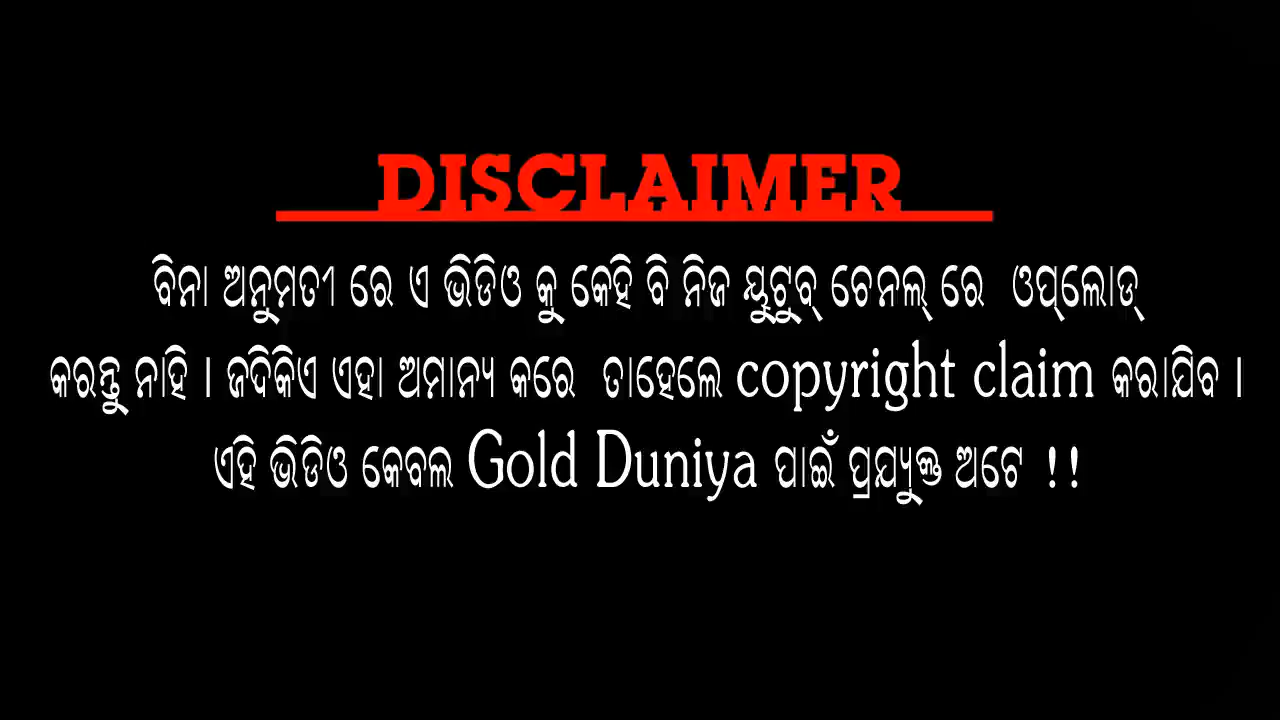 DISCLAIMER
ବିନା ଅନୁମତୀ ରେ ଏ ଭିଡିଓ କୁ କେହି ବି ନିଜ ୟୁଟୁବ୍ ଚେନଲ୍ ରେ ଓପ୍‌ଲୋଡ୍
କରନ୍ତୁ ନାହି । ଜଦିକିଏ ଏହା ଅମାନ୍ୟ କରେ ତାହେଲେ copyright claim କରାଯିବ ।
ଏହି ଭିଡିଓ କେବଲ Gold Duniya ପାଇଁ ପ୍ରଯ୍ୟୁକ୍ତ ଅଟେ !!